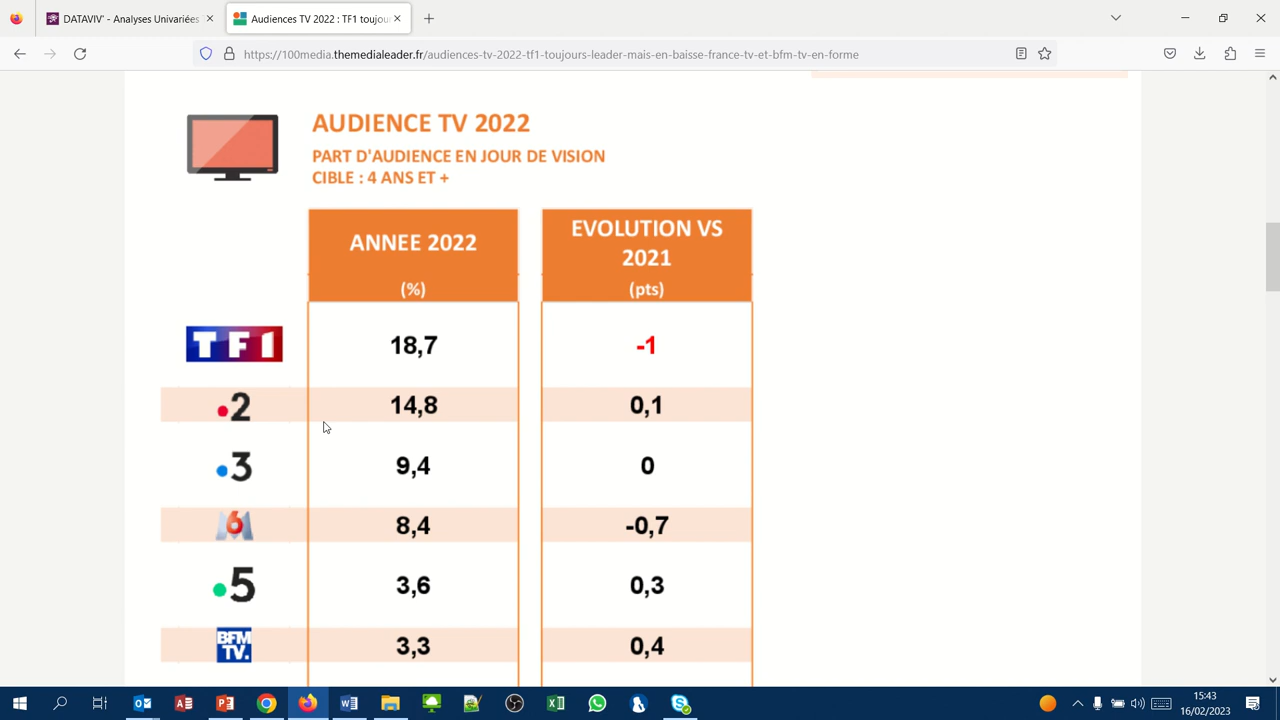 DATAVIV' - Analyses Univariées
Audiences TV 2022 : TF1 toujou
https://100media.themedialeader.fr/audiences-tv-2022-tf1-toujours-leader-mais-en-baisse-france-tv-et-bfm-tv-en-forme
AUDIENCE TV 2022
PART D'AUDIENCE EN JOUR DE VISION
CIBLE : 4 ANS ET +
ANNEE 2022
(%)
EVOLUTION VS
2021
(pts)
TF1 18,7 -1
2 14,8 0,1
3 9,4 0
M6 8,4 -0,7
5 3,6 0,3
BFM
TV. 3,3 0,4
15:43
16/02/2023